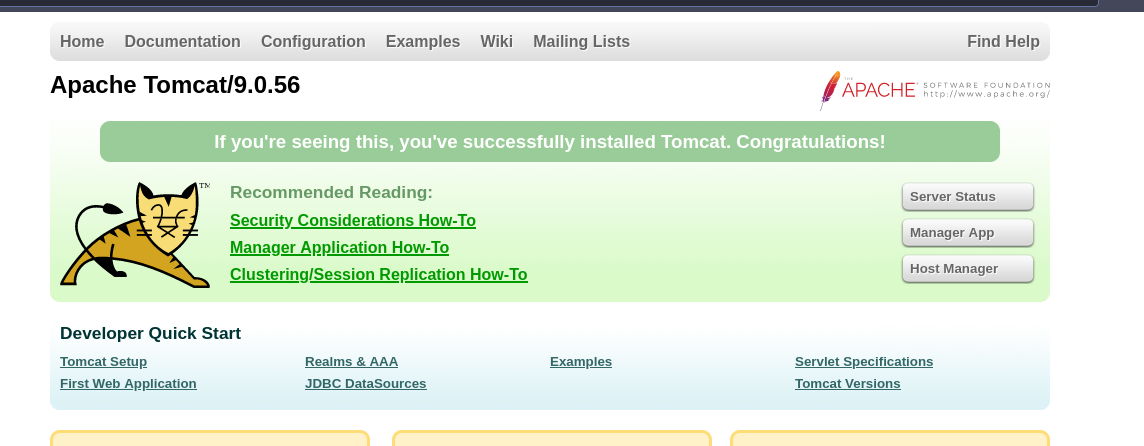 Home Documentation Configuration Examples Wiki Mailing Lists Find Help
Apache Tomcat/9.0.56
THE
APACHE SOFTWARE FOUNDATION
http://www.apache.org/
If you're seeing this, you've successfully installed Tomcat. Congratulations!
TM
Recommended Reading:
Security Considerations How-To
Manager Application How-To
Clustering/Session Replication How-To
Server Status
Manager App
Host Manager
Developer Quick Start
Tomcat Setup Realms & AAA Examples Servlet Specifications
First Web Application JDBC DataSources Tomcat Versions